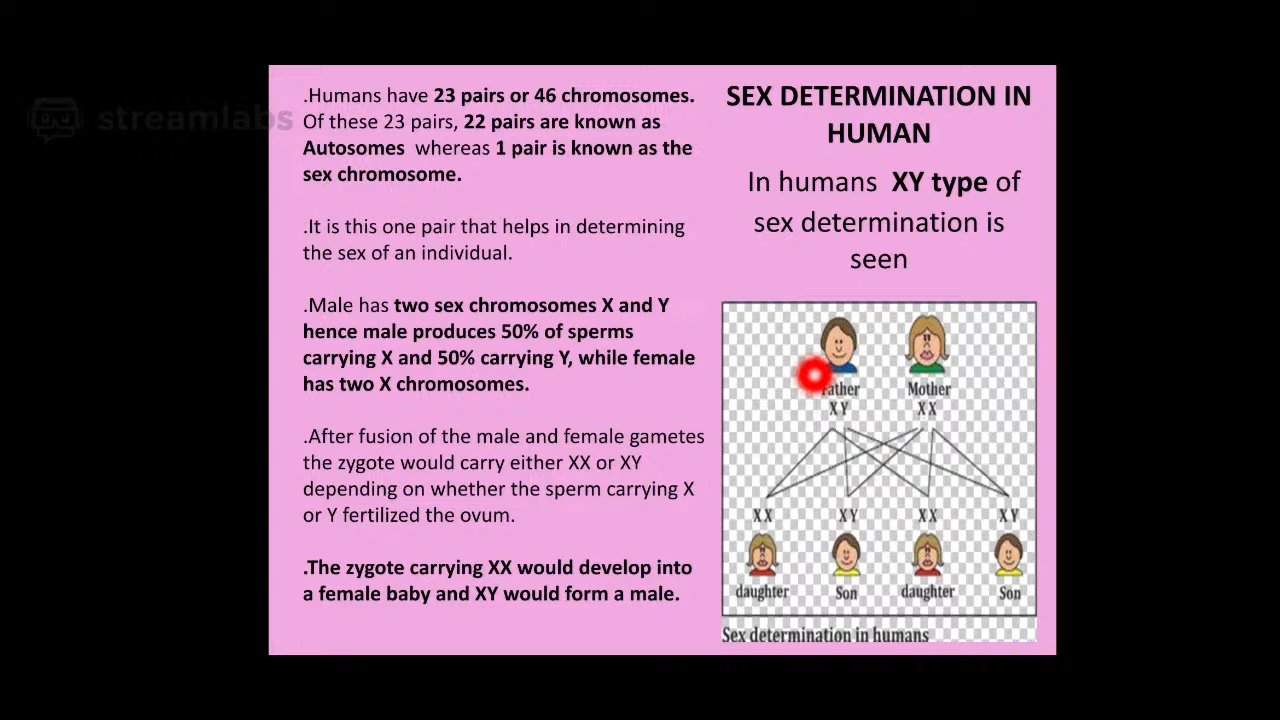 streamlabs
.Humans have 23 pairs or 46 chromosomes.
Of these 23 pairs, 22 pairs are known as
Autosomes whereas 1 pair is known as the
sex chromosome.
.It is this one pair that helps in determining
the sex of an individual.
.Male has two sex chromosomes X and Y
hence male produces 50% of sperms
carrying X and 50% carrying Y, while female
has two X chromosomes.
.After fusion of the male and female gametes
the zygote would carry either XX or XY
depending on whether the sperm carrying X
or Y fertilized the ovum.
.The zygote carrying XX would develop into
a female baby and XY would form a male.
SEX DETERMINATION IN
HUMAN
In humans XY type of
sex determination is
seen
Father Mother
X Y X X
X X X Y X X X Y
daughter Son daughter Son
Sex determination in humans